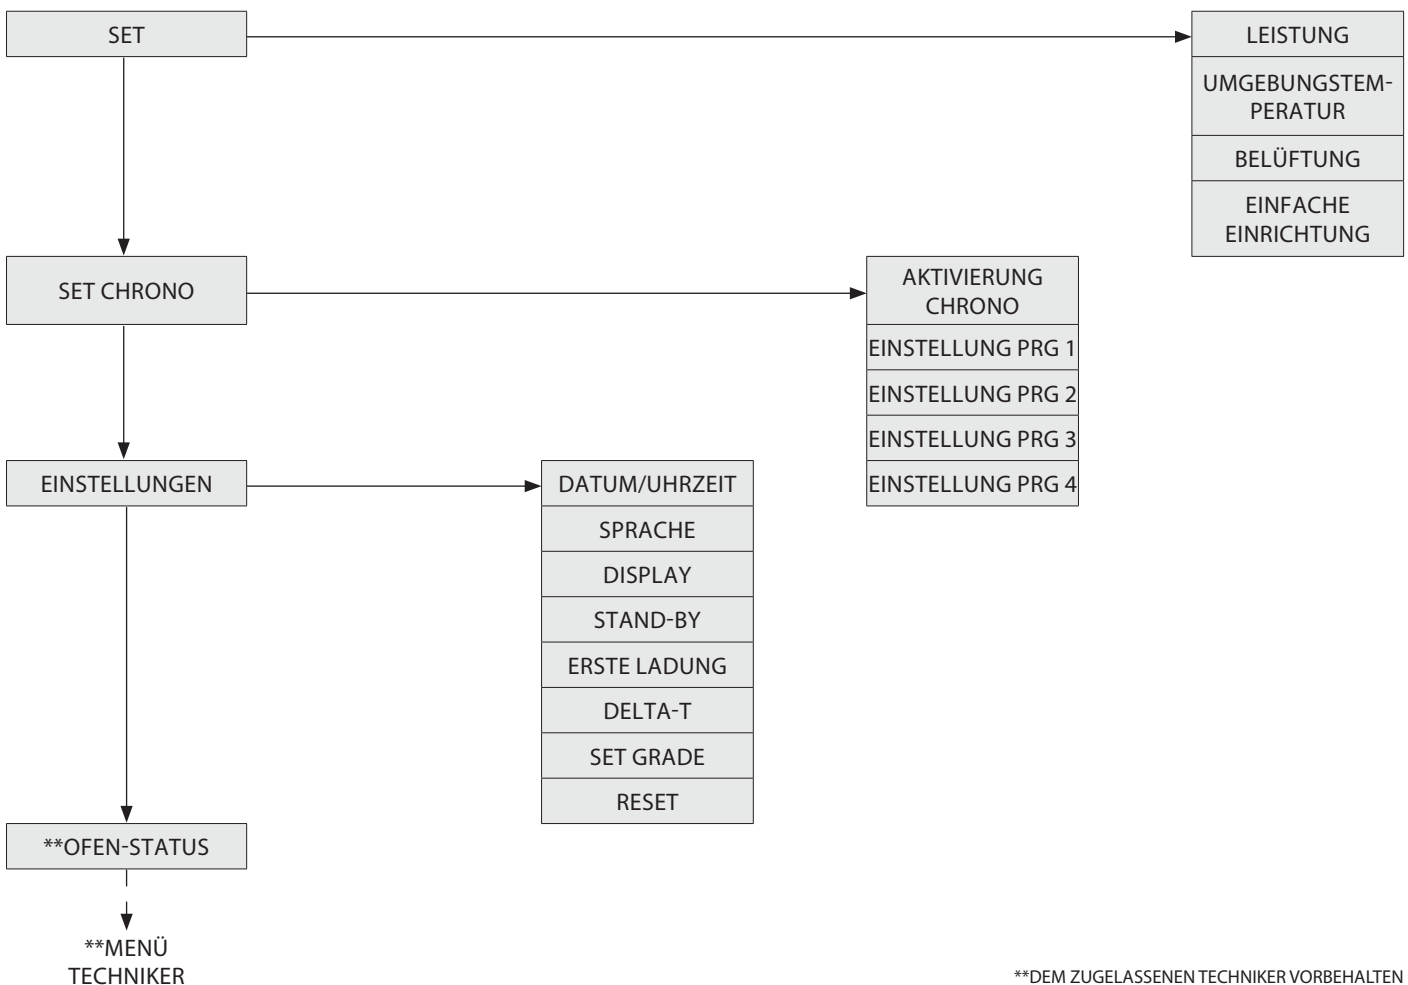 SET
LEISTUNG
UMGEBUNGSTEM-
PERATUR
BELÜFTUNG
EINFACHE
EINRICHTUNG
SET CHRONO
AKTIVIERUNG
CHRONO
EINSTELLUNG PRG 1
EINSTELLUNG PRG 2
EINSTELLUNG PRG 3
EINSTELLUNG PRG 4
EINSTELLUNGEN
DATUM/UHRZEIT
SPRACHE
DISPLAY
STAND-BY
ERSTE LADUNG
DELTA-T
SET GRADE
RESET
**OFEN-STATUS
**MENÜ
TECHNIKER
**DEM ZUGELASSENEN TECHNIKER VORBEHALTEN